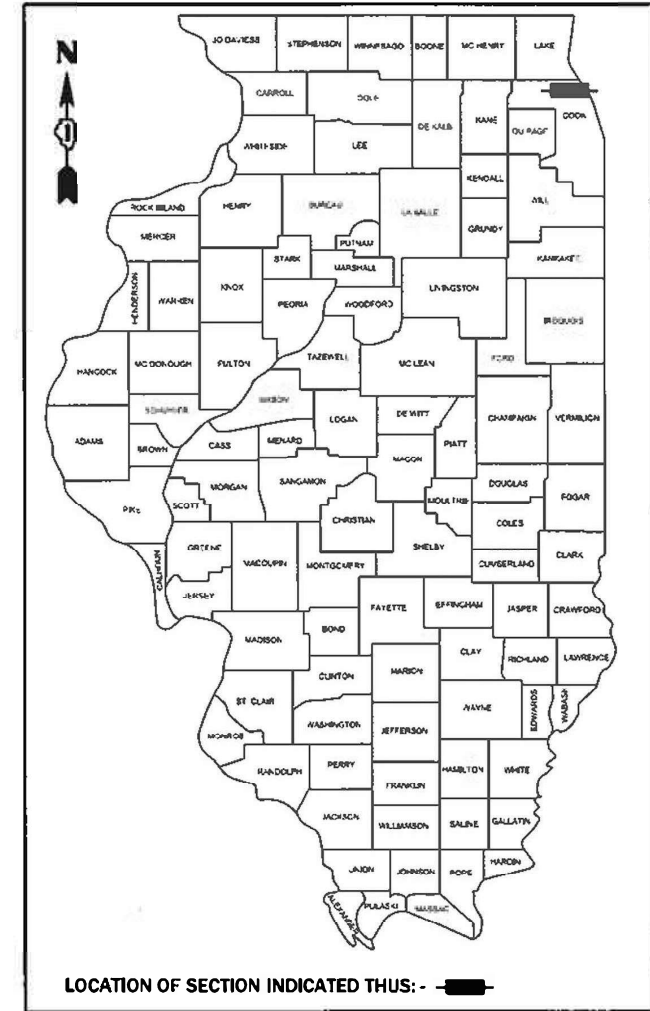 JO DAVIESS STEPHENSON WINNEBAGO BOONE MC HENRY LAKE
N
CARROLL COOK
DE KALB KANE DU PAGE
WHITESIDE LEE
KENDALL
ROCK ISLAND HENRY BUREAU LA SALLE WILL
MERCER PUTNAM GRUNDY
STARK MARSHALL KANKAKEE
HENDERSON WARREN KNOX PEORIA WOODFORD LIVINGSTON
IROQUOIS
HANCOCK MC DONOUGH FULTON TAZEWELL MC LEAN FORD
SCHUYLER LOGAN DE WITT CHAMPAIGN VERMILION
ADAMS BROWN CASS MENARD PIATT
MACON
MORGAN SANGAMON DOUGLAS EDGAR
PIKE SCOTT CHRISTIAN MOULTRIE COLES
GREENE MACOUPIN MONTGOMERY SHELBY CLARK
CALHOUN CUMBERLAND
JERSEY FAYETTE EFFINGHAM JASPER CRAWFORD
MADISON BOND
CLAY RICHLAND LAWRENCE
CLINTON MARION
ST. CLAIR WAYNE EDWARDS WABASH
WASHINGTON
MONROE JEFFERSON
RANDOLPH PERRY HAMILTON WHITE
FRANKLIN
JACKSON WILLIAMSON SALINE GALLATIN
UNION JOHNSON POPE HARDIN
ALEXANDER PULASKI MASSAC
LOCATION OF SECTION INDICATED THUS: -